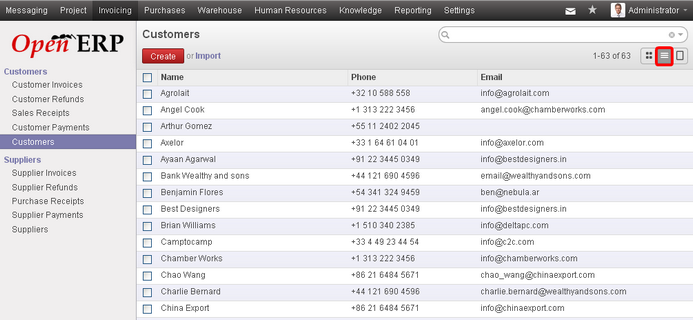 Messaging Project Invoicing Purchases Warehouse Human Resources Knowledge Reporting Settings Administrator
Open ERP
Customers
Customer Invoices
Customer Refunds
Sales Receipts
Customer Payments
Customers
Suppliers
Supplier Invoices
Supplier Refunds
Purchase Receipts
Supplier Payments
Suppliers
Customers
Create or Import 1-63 of 63
Name Phone Email
Agrolait +32 10 588 558 info@agrolait.com
Angel Cook +1 313 222 3456 angel.cook@chamberworks.com
Arthur Gomez +55 11 2402 2045
Axelor +33 1 64 61 04 01 info@axelor.com
Ayaan Agarwal +91 22 3445 0349 info@bestdesigners.in
Bank Wealthy and sons +44 121 690 4596 email@wealthyandsons.com
Benjamin Flores +54 341 324 9459 ben@nebula.ar
Best Designers +91 22 3445 0349 info@bestdesigners.in
Brian Williams +1 510 340 2385 info@deltapc.com
Camptocamp +33 4 49 23 44 54 info@c2c.com
Chamber Works +1 313 222 3456 info@chamberworks.com
Chao Wang +86 21 6484 5671 chao_wang@chinaexport.com
Charlie Bernard +44 121 690 4596 charlie.bernard@wealthyandsons.com
China Export +86 21 6484 5671 info@chinaexport.com